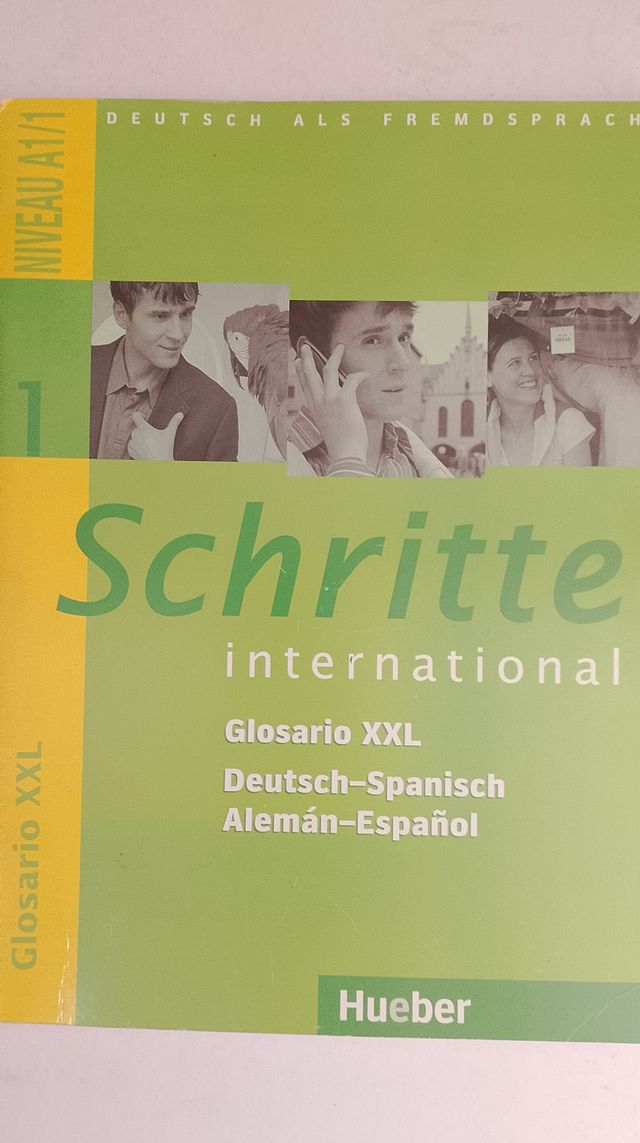 DEUTSCH ALS FREMDSPRACH
NIVEAU A1/1
1
Schritte
international
Glosario XXL
Deutsch–Spanisch
Alemán–Español
Glosario XXL
Hueber